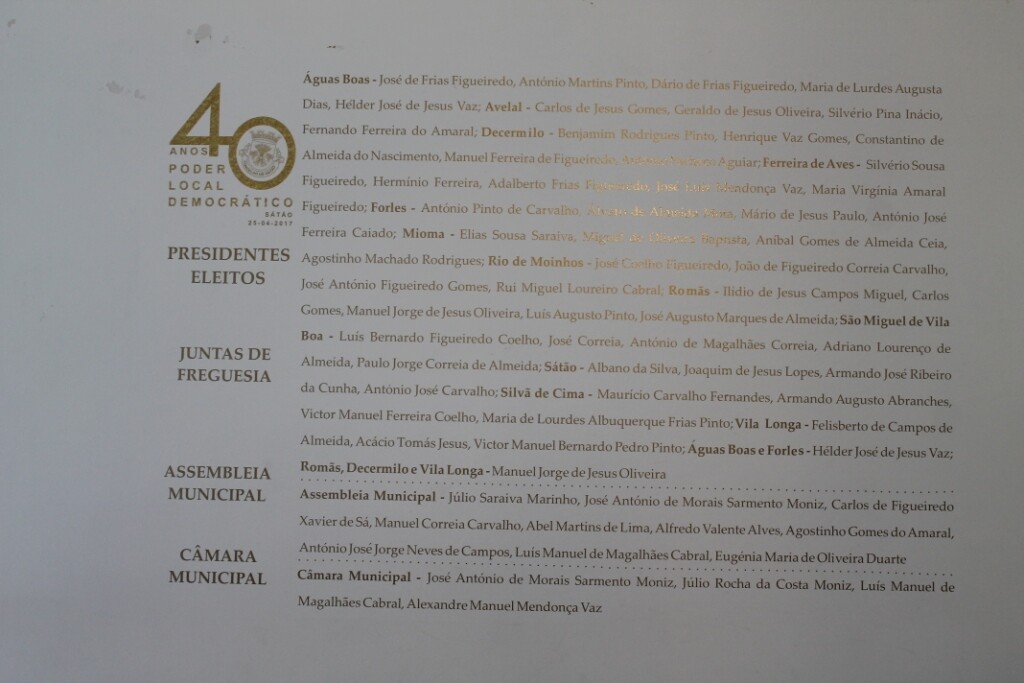 40
ANOS
PODER
LOCAL
DEMOCRÁTICO
SÁTÃO
25-04-2017
PRESIDENTES
ELEITOS
JUNTAS DE
FREGUESIA
ASSEMBLEIA
MUNICIPAL
CÂMARA
MUNICIPAL
Águas Boas - José de Frias Figueiredo, António Martins Pinto, Dário de Frias Figueiredo, Maria de Lurdes Augusta
Dias, Hélder José de Jesus Vaz; Avelal - Carlos de Jesus Gomes, Geraldo de Jesus Oliveira, Silvério Pina Inácio,
Fernando Ferreira do Amaral; Decermilo - Benjamim Rodrigues Pinto, Henrique Vaz Gomes, Constantino de
Almeida do Nascimento, Manuel Ferreira de Figueiredo, Aguiar; Ferreira de Aves - Silvério Sousa
Figueiredo, Hermínio Ferreira, Adalberto Frias Figueiredo, José Luis Mendonça Vaz, Maria Virgínia Amaral
Figueiredo; Forles - António Pinto de Carvalho, de Almeida Mota, Mário de Jesus Paulo, António José
Ferreira Caiado; Mioma - Elias Sousa Saraiva, Miguel de Baptista, Aníbal Gomes de Almeida Ceia,
Agostinho Machado Rodrigues; Rio de Moinhos - José Coelho Figueiredo, João de Figueiredo Correia Carvalho,
José António Figueiredo Gomes, Rui Miguel Loureiro Cabral; Romãs - Ilídio de Jesus Campos Miguel, Carlos
Gomes, Manuel Jorge de Jesus Oliveira, Luís Augusto Pinto, José Augusto Marques de Almeida; São Miguel de Vila
Boa - Luís Bernardo Figueiredo Coelho, José Correia, António de Magalhães Correia, Adriano Lourenço de
Almeida, Paulo Jorge Correia de Almeida; Sátão - Albano da Silva, Joaquim de Jesus Lopes, Armando José Ribeiro
da Cunha, António José Carvalho; Silvã de Cima - Maurício Carvalho Fernandes, Armando Augusto Abranches,
Victor Manuel Ferreira Coelho, Maria de Lourdes Albuquerque Frias Pinto; Vila Longa - Felisberto de Campos de
Almeida, Acácio Tomás Jesus, Victor Manuel Bernardo Pedro Pinto; Águas Boas e Forles - Hélder José de Jesus Vaz;
Romãs, Decermilo e Vila Longa - Manuel Jorge de Jesus Oliveira
Assembleia Municipal - Júlio Saraiva Marinho, José António de Morais Sarmento Moniz, Carlos de Figueiredo
Xavier de Sá, Manuel Correia Carvalho, Abel Martins de Lima, Alfredo Valente Alves, Agostinho Gomes do Amaral,
António José Jorge Neves de Campos, Luís Manuel de Magalhães Cabral, Eugénia Maria de Oliveira Duarte
Câmara Municipal - José António de Morais Sarmento Moniz, Júlio Rocha da Costa Moniz, Luís Manuel de
Magalhães Cabral, Alexandre Manuel Mendonça Vaz